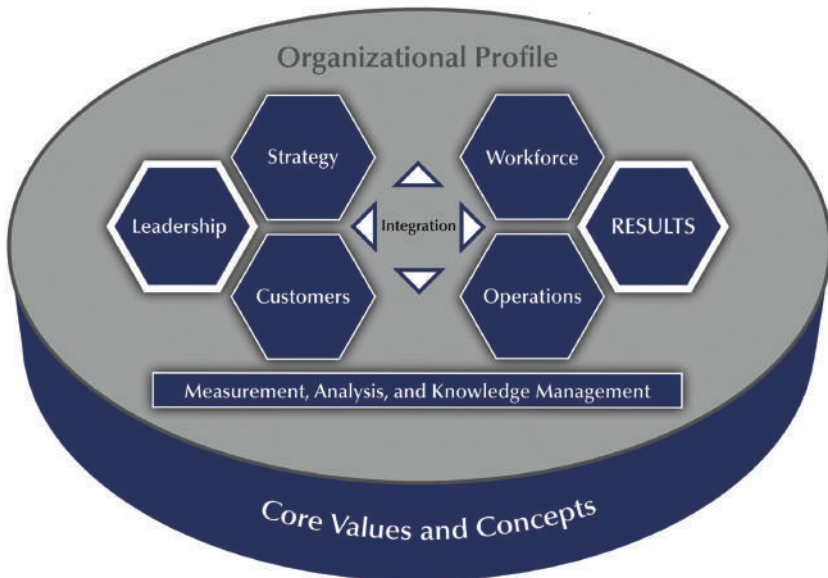 Organizational Profile
Strategy
Workforce
Leadership
Integration
RESULTS
Customers
Operations
Measurement, Analysis, and Knowledge Management
Core Values and Concepts